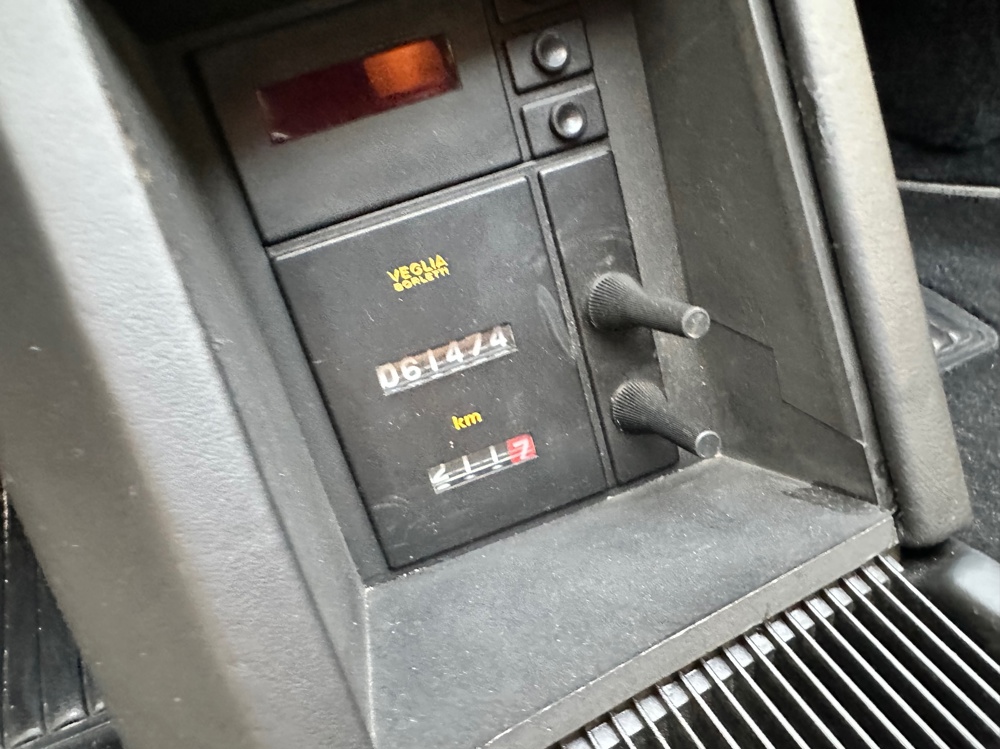 VEGLIA
BORLETTI
061474
km
2117